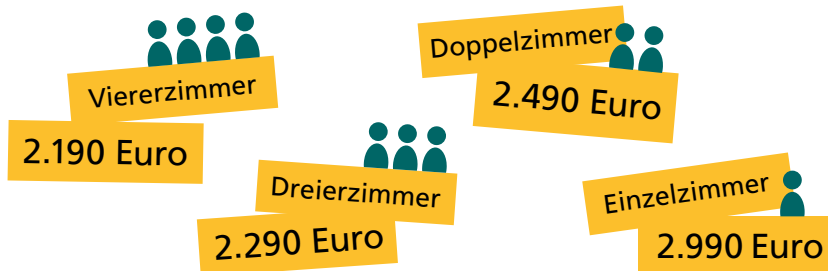 Viererzimmer
2.190 Euro
Dreierzimmer
2.290 Euro
Doppelzimmer
2.490 Euro
Einzelzimmer
2.990 Euro